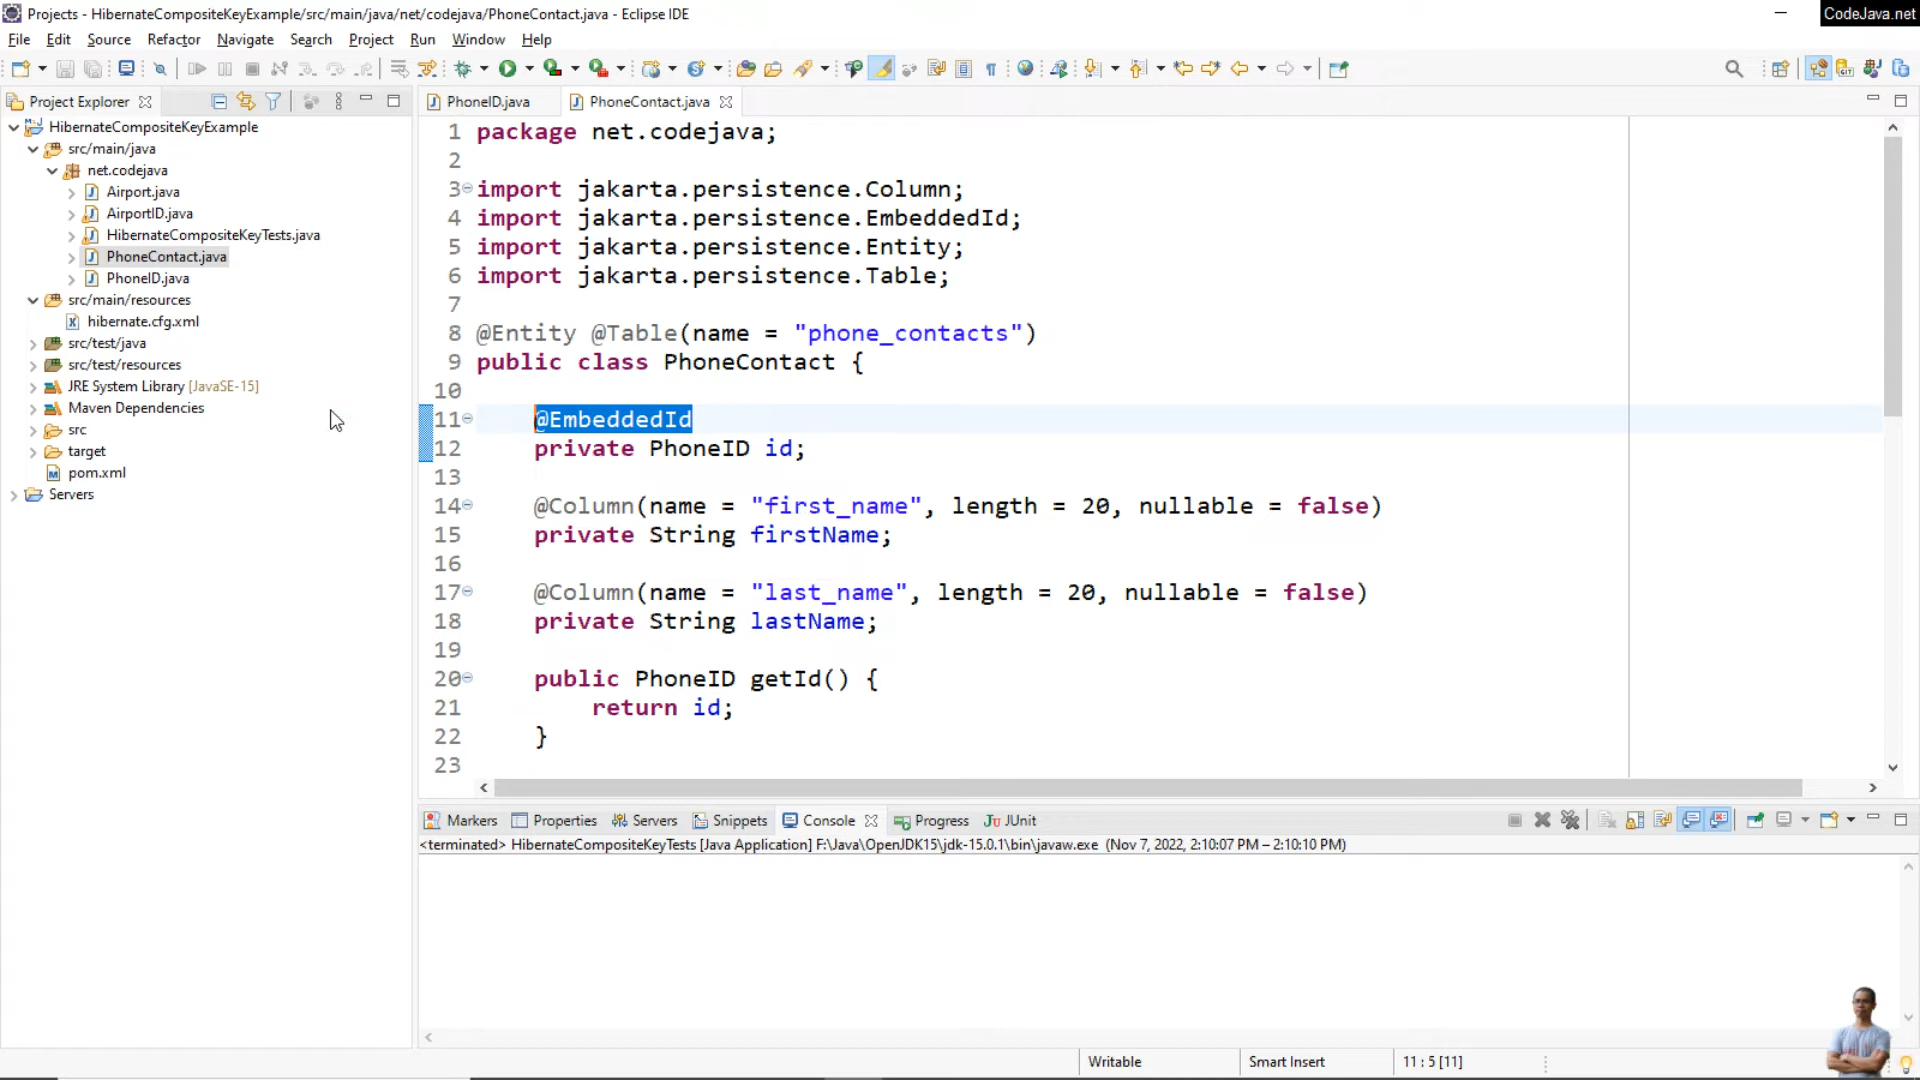 Projects - HibernateCompositeKeyExample/src/main/java/net/codejava/PhoneContact.java - Eclipse IDE
CodeJava.net
File Edit Source Refactor Navigate Search Project Run Window Help
Project Explorer
HibernateCompositeKeyExample
src/main/java
net.codejava
Airport.java
AirportID.java
HibernateCompositeKeyTests.java
PhoneContact.java
PhoneID.java
src/main/resources
hibernate.cfg.xml
src/test/java
src/test/resources
JRE System Library [JavaSE-15]
Maven Dependencies
src
target
pom.xml
Servers
PhoneID.java PhoneContact.java
1 package net.codejava;
2
3 import jakarta.persistence.Column;
4 import jakarta.persistence.EmbeddedId;
5 import jakarta.persistence.Entity;
6 import jakarta.persistence.Table;
7
8 @Entity @Table(name = "phone_contacts")
9 public class PhoneContact {
10
11 @EmbeddedId
12 private PhoneID id;
13
14 @Column(name = "first_name", length = 20, nullable = false)
15 private String firstName;
16
17 @Column(name = "last_name", length = 20, nullable = false)
18 private String lastName;
19
20 public PhoneID getId() {
21 return id;
22 }
23
Markers Properties Servers Snippets Console Progress JUnit
<terminated> HibernateCompositeKeyTests [Java Application] F:\Java\OpenJDK15\jdk-15.0.1\bin\javaw.exe (Nov 7, 2022, 2:10:07 PM – 2:10:10 PM)
Writable Smart Insert 11 : 5 [11]